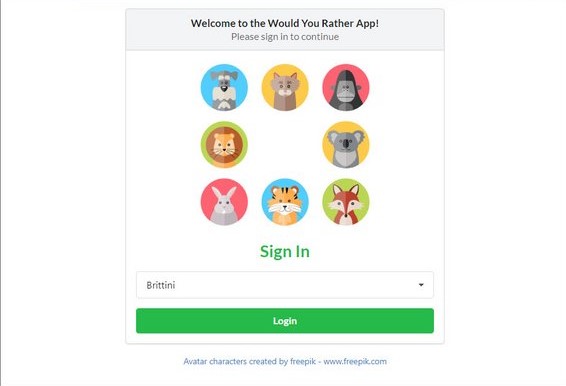 Welcome to the Would You Rather App!
Please sign in to continue
Sign In
Brittini
Login
Avatar characters created by freepik - www.freepik.com